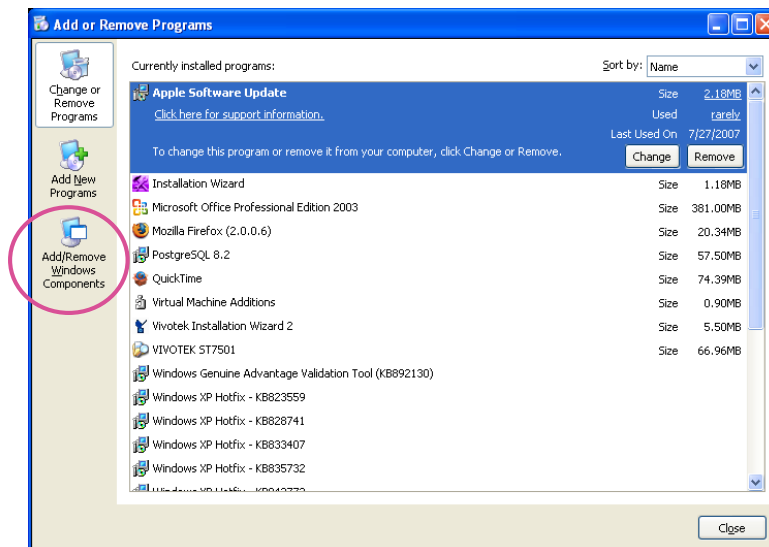 Add or Remove Programs
Change or
Remove
Programs
Add New
Programs
Add/Remove
Windows
Components
Currently installed programs:
Sort by: Name
Apple Software Update Size 2.18MB
Click here for support information. Used rarely
Last Used On 7/27/2007
To change this program or remove it from your computer, click Change or Remove. Change Remove
Installation Wizard Size 1.18MB
Microsoft Office Professional Edition 2003 Size 381.00MB
Mozilla Firefox (2.0.0.6) Size 20.34MB
PostgreSQL 8.2 Size 57.50MB
QuickTime Size 74.39MB
Virtual Machine Additions Size 0.90MB
Vivotek Installation Wizard 2 Size 5.50MB
VIVOTEK ST7501 Size 66.96MB
Windows Genuine Advantage Validation Tool (KB892130)
Windows XP Hotfix - KB823559
Windows XP Hotfix - KB828741
Windows XP Hotfix - KB833407
Windows XP Hotfix - KB835732
Windows XP Hotfix
Close